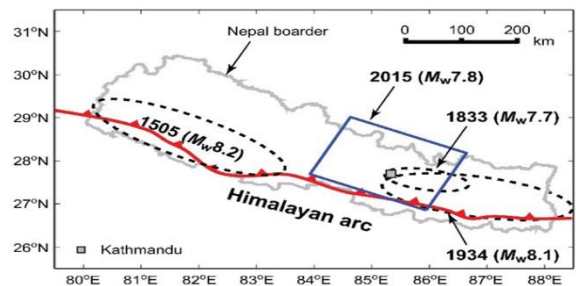 31°N
30°N
29°N
28°N
27°N
26°N
Nepal boarder
0 100 200
km
2015 (Mw7.8)
1833 (Mw7.7)
1505 (Mw8.2)
Himalayan arc
1934 (Mw8.1)
Kathmandu
80°E 81°E 82°E 83°E 84°E 85°E 86°E 87°E 88°E